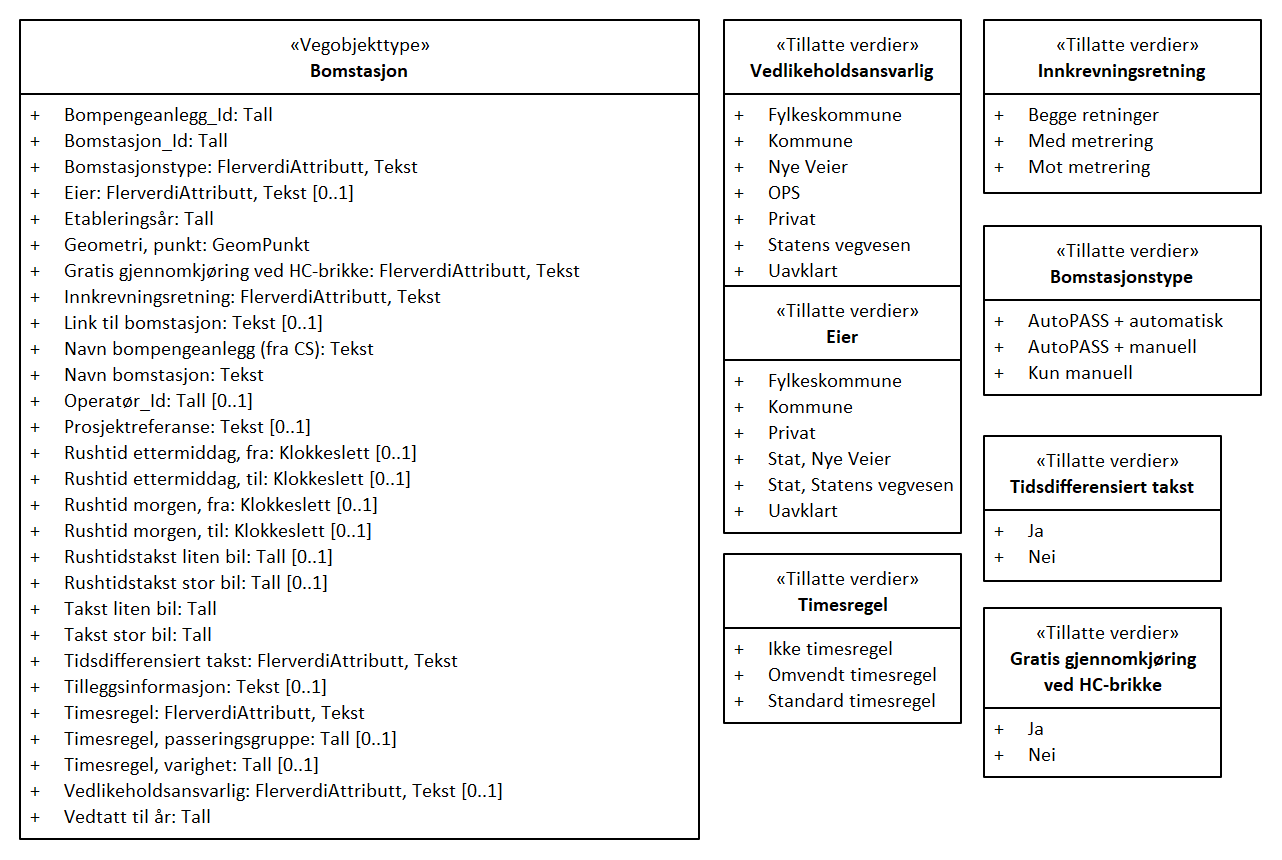 «Vegobjekttype»
Bomstasjon
+ Bompengeanlegg_Id: Tall
+ Bomstasjon_Id: Tall
+ Bomstasjonstype: FlerverdiAttributt, Tekst
+ Eier: FlerverdiAttributt, Tekst [0..1]
+ Etableringsår: Tall
+ Geometri, punkt: GeomPunkt
+ Gratis gjennomkjøring ved HC-brikke: FlerverdiAttributt, Tekst
+ Innkrevningsretning: FlerverdiAttributt, Tekst
+ Link til bomstasjon: Tekst [0..1]
+ Navn bompengeanlegg (fra CS): Tekst
+ Navn bomstasjon: Tekst
+ Operatør_Id: Tall [0..1]
+ Prosjektreferanse: Tekst [0..1]
+ Rushtid ettermiddag, fra: Klokkeslett [0..1]
+ Rushtid ettermiddag, til: Klokkeslett [0..1]
+ Rushtid morgen, fra: Klokkeslett [0..1]
+ Rushtid morgen, til: Klokkeslett [0..1]
+ Rushtidstakst liten bil: Tall [0..1]
+ Rushtidstakst stor bil: Tall [0..1]
+ Takst liten bil: Tall
+ Takst stor bil: Tall
+ Tidsdifferensiert takst: FlerverdiAttributt, Tekst
+ Tilleggsinformasjon: Tekst [0..1]
+ Timesregel: FlerverdiAttributt, Tekst
+ Timesregel, passeringsgruppe: Tall [0..1]
+ Timesregel, varighet: Tall [0..1]
+ Vedlikeholdsansvarlig: FlerverdiAttributt, Tekst [0..1]
+ Vedtatt til år: Tall
«Tillatte verdier»
Vedlikeholdsansvarlig
+ Fylkeskommune
+ Kommune
+ Nye Veier
+ OPS
+ Privat
+ Statens vegvesen
+ Uavklart
«Tillatte verdier»
Eier
+ Fylkeskommune
+ Kommune
+ Privat
+ Stat, Nye Veier
+ Stat, Statens vegvesen
+ Uavklart
«Tillatte verdier»
Timesregel
+ Ikke timesregel
+ Omvendt timesregel
+ Standard timesregel
«Tillatte verdier»
Innkrevningsretning
+ Begge retninger
+ Med metrering
+ Mot metrering
«Tillatte verdier»
Bomstasjonstype
+ AutoPASS + automatisk
+ AutoPASS + manuell
+ Kun manuell
«Tillatte verdier»
Tidsdifferensiert takst
+ Ja
+ Nei
«Tillatte verdier»
Gratis gjennomkjøring
ved HC-brikke
+ Ja
+ Nei